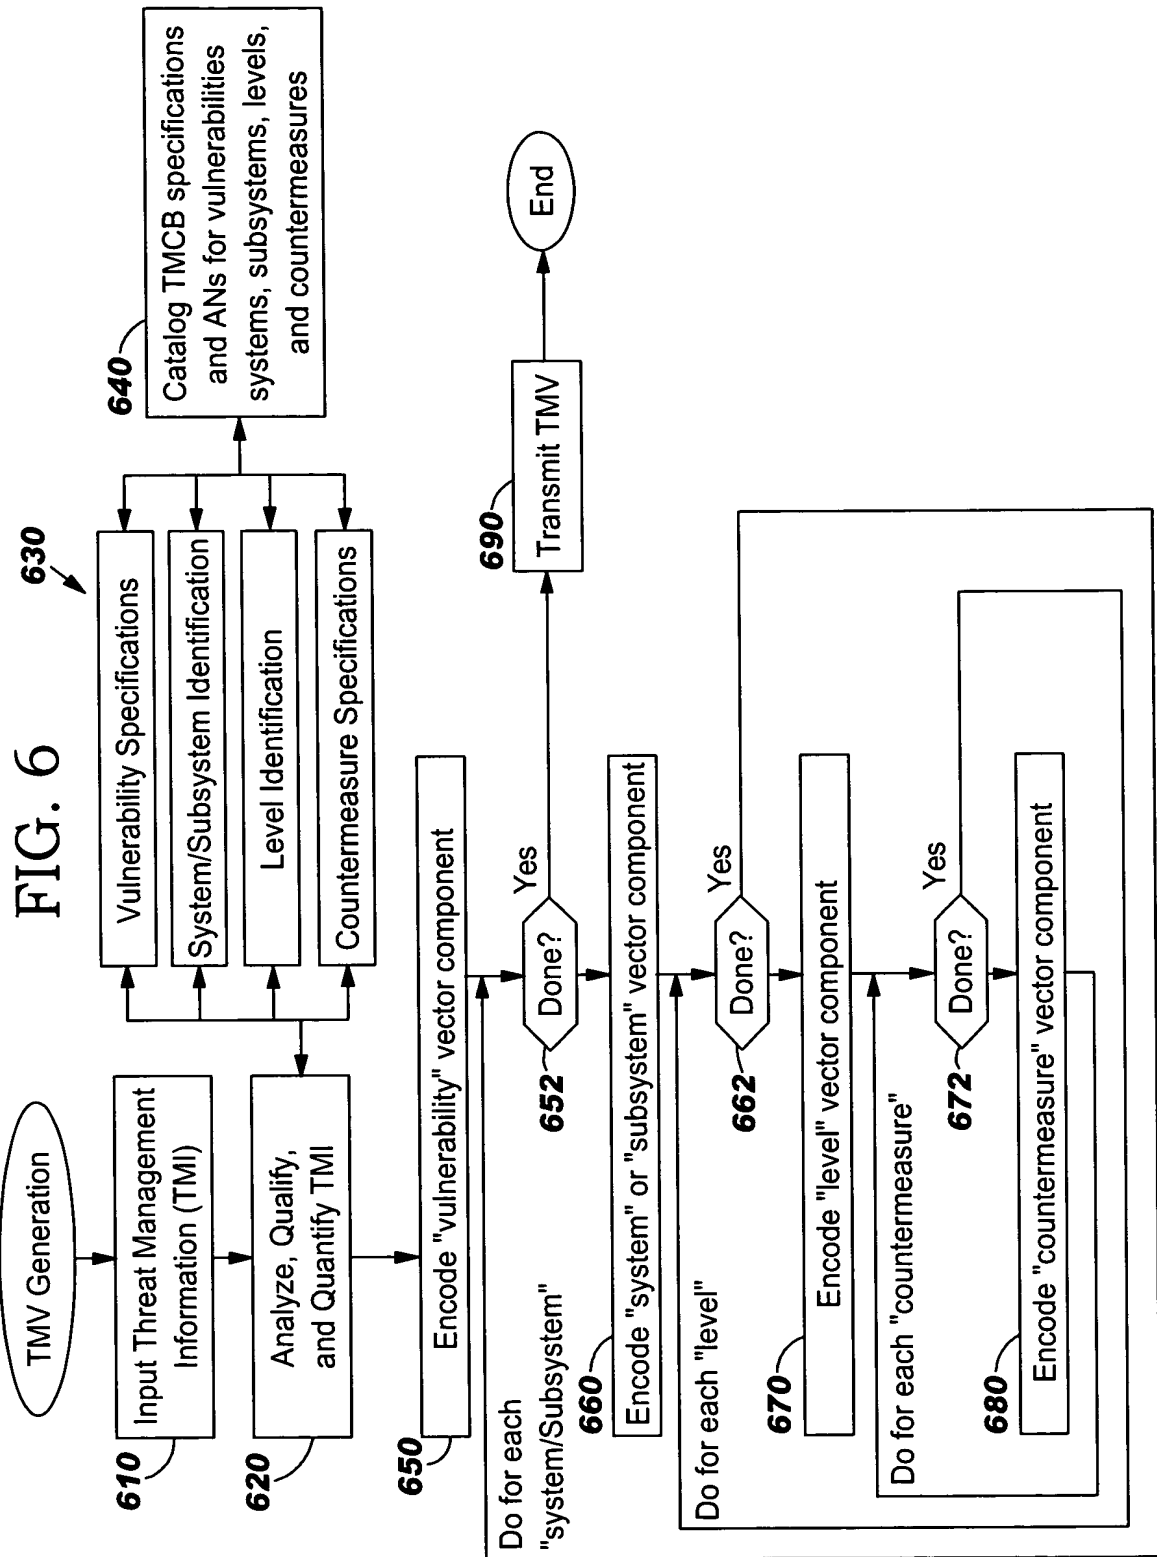 FIG. 6
TMV Generation
610
Input Threat Management
Information (TMI)
620
Analyze, Qualify,
and Quantify TMI
630
Vulnerability Specifications
System/Subsystem Identification
Level Identification
Countermeasure Specifications
640
Catalog TMCB specifications
and ANs for vulnerabilities
systems, subsystems, levels,
and countermeasures
650
Encode "vulnerability" vector component
Do for each
"system/Subsystem"
652
Done?
Yes
690
Transmit TMV
End
660
Encode "system" or "subsystem" vector component
Do for each "level"
662
Done?
Yes
670
Encode "level" vector component
Do for each "countermeasure"
672
Done?
Yes
680
Encode "countermeasure" vector component